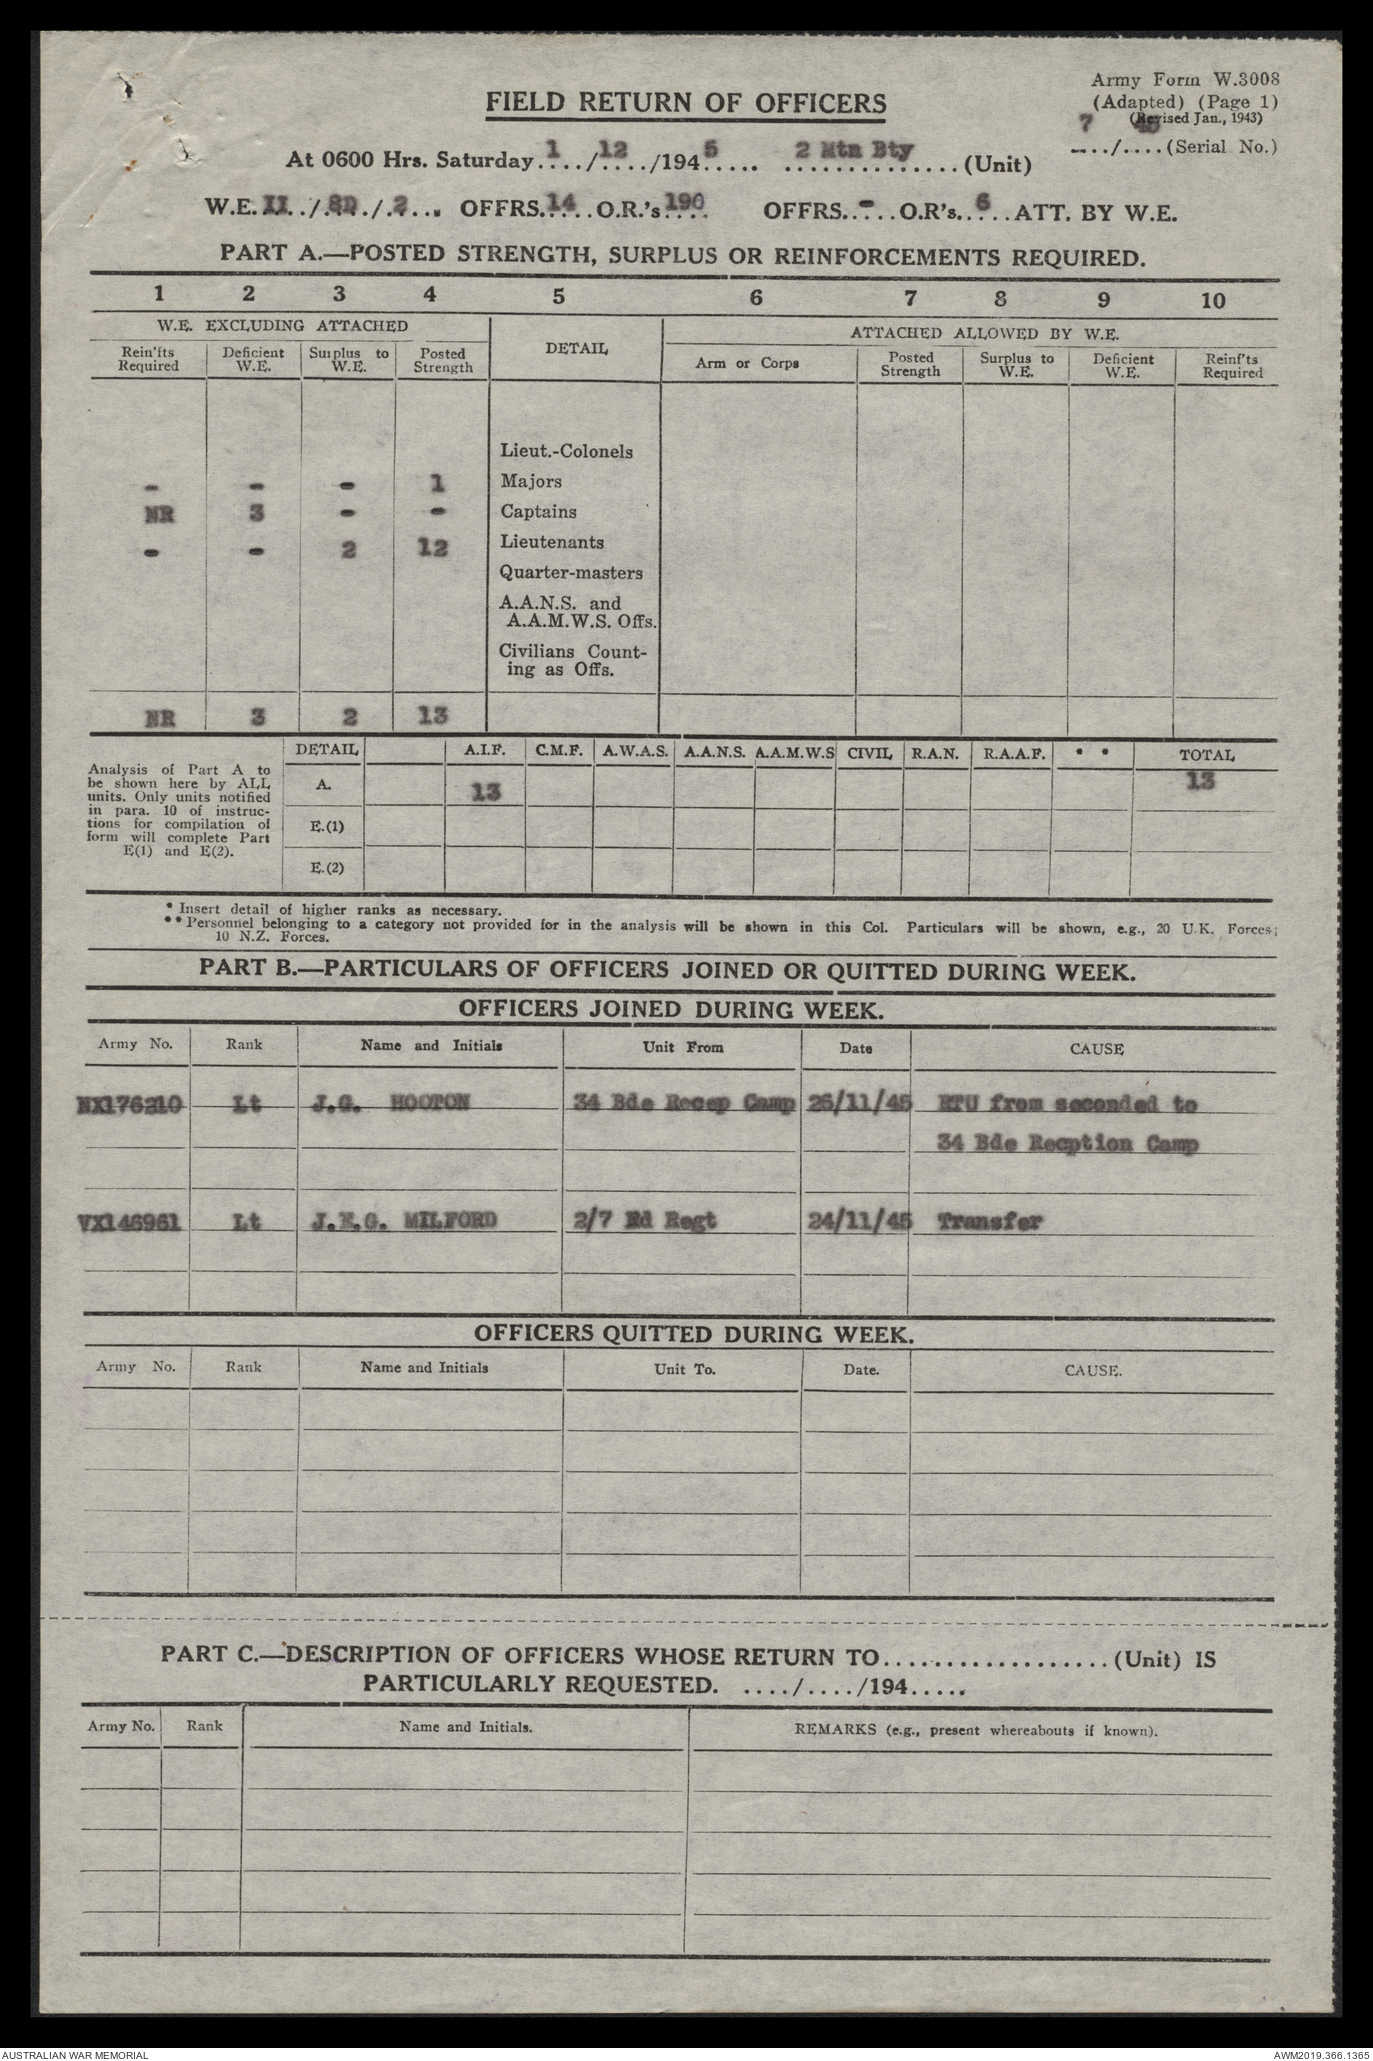 Army Form W.3008
FIELD RETURN OF OFFICERS
(Adapted) (Page 1)
(Revised Jan., 1943)
At 0600 Hrs. Saturday 1/12/1945 2 Mtn Bty (Unit)
7/ (Serial No.)
W.E. II/8D/2 OFFRS. 14 O.R.'s 190 OFFRS. - O.R's. 6 ATT. BY W.E.
PART A.—POSTED STRENGTH, SURPLUS OR REINFORCEMENTS REQUIRED.
1 2 3 4 5 6 7 8 9 10
W.E. EXCLUDING ATTACHED DETAIL ATTACHED ALLOWED BY W.E.
Rein'fts Required Deficient W.E. Surplus to W.E. Posted Strength Arm or Corps Posted Strength Surplus to W.E. Deficient W.E. Reinf'ts Required
Lieut.-Colonels
- - - 1 Majors
NR 3 - - Captains
- - 2 12 Lieutenants
Quarter-masters
A.A.N.S. and
A.A.M.W.S. Offs.
Civilians Count-
ing as Offs.
NR 3 2 13
DETAIL A.I.F. C.M.F. A.W.A.S. A.A.N.S. A.A.M.W.S CIVIL R.A.N. R.A.A.F. * * TOTAL
Analysis of Part A to
be shown here by ALL
units. Only units notified
in para. 10 of instruc-
tions for compilation of
form will complete Part
E(1) and E(2).
A. 13 13
E.(1)
E.(2)
* Insert detail of higher ranks as necessary.
** Personnel belonging to a category not provided for in the analysis will be shown in this Col. Particulars will be shown, e.g., 20 U.K. Forces;
10 N.Z. Forces.
PART B.—PARTICULARS OF OFFICERS JOINED OR QUITTED DURING WEEK.
OFFICERS JOINED DURING WEEK.
Army No. Rank Name and Initials Unit From Date CAUSE
NX176210 Lt J.G. HOOTON 34 Bde Recep Camp 26/11/45 RTU from seconded to
34 Bde Recption Camp
VX146961 Lt J.E.G. MILFORD 2/7 Fd Regt 24/11/45 Transfer
OFFICERS QUITTED DURING WEEK.
Army No. Rank Name and Initials Unit To. Date. CAUSE.
PART C.—DESCRIPTION OF OFFICERS WHOSE RETURN TO................... (Unit) IS
PARTICULARLY REQUESTED. ..../..../194.....
Army No. Rank Name and Initials. REMARKS (e.g., present whereabouts if known).
AUSTRALIAN WAR MEMORIAL AWM2019.366.1365